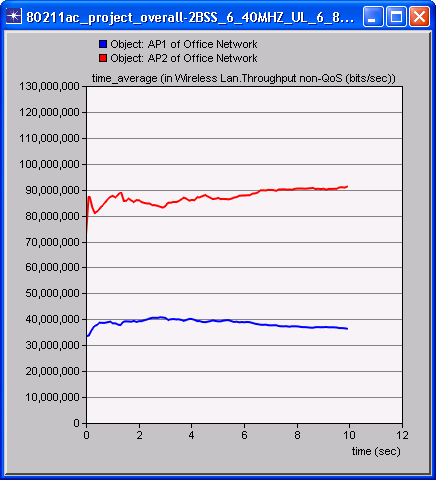 80211ac_project_overall-2BSS_6_40MHZ_UL_6_8...
Object: AP1 of Office Network
Object: AP2 of Office Network
time_average (in Wireless Lan.Throughput non-QoS (bits/sec))
130,000,000
120,000,000
110,000,000
100,000,000
90,000,000
80,000,000
70,000,000
60,000,000
50,000,000
40,000,000
30,000,000
20,000,000
10,000,000
0
0 2 4 6 8 10 12
time (sec)